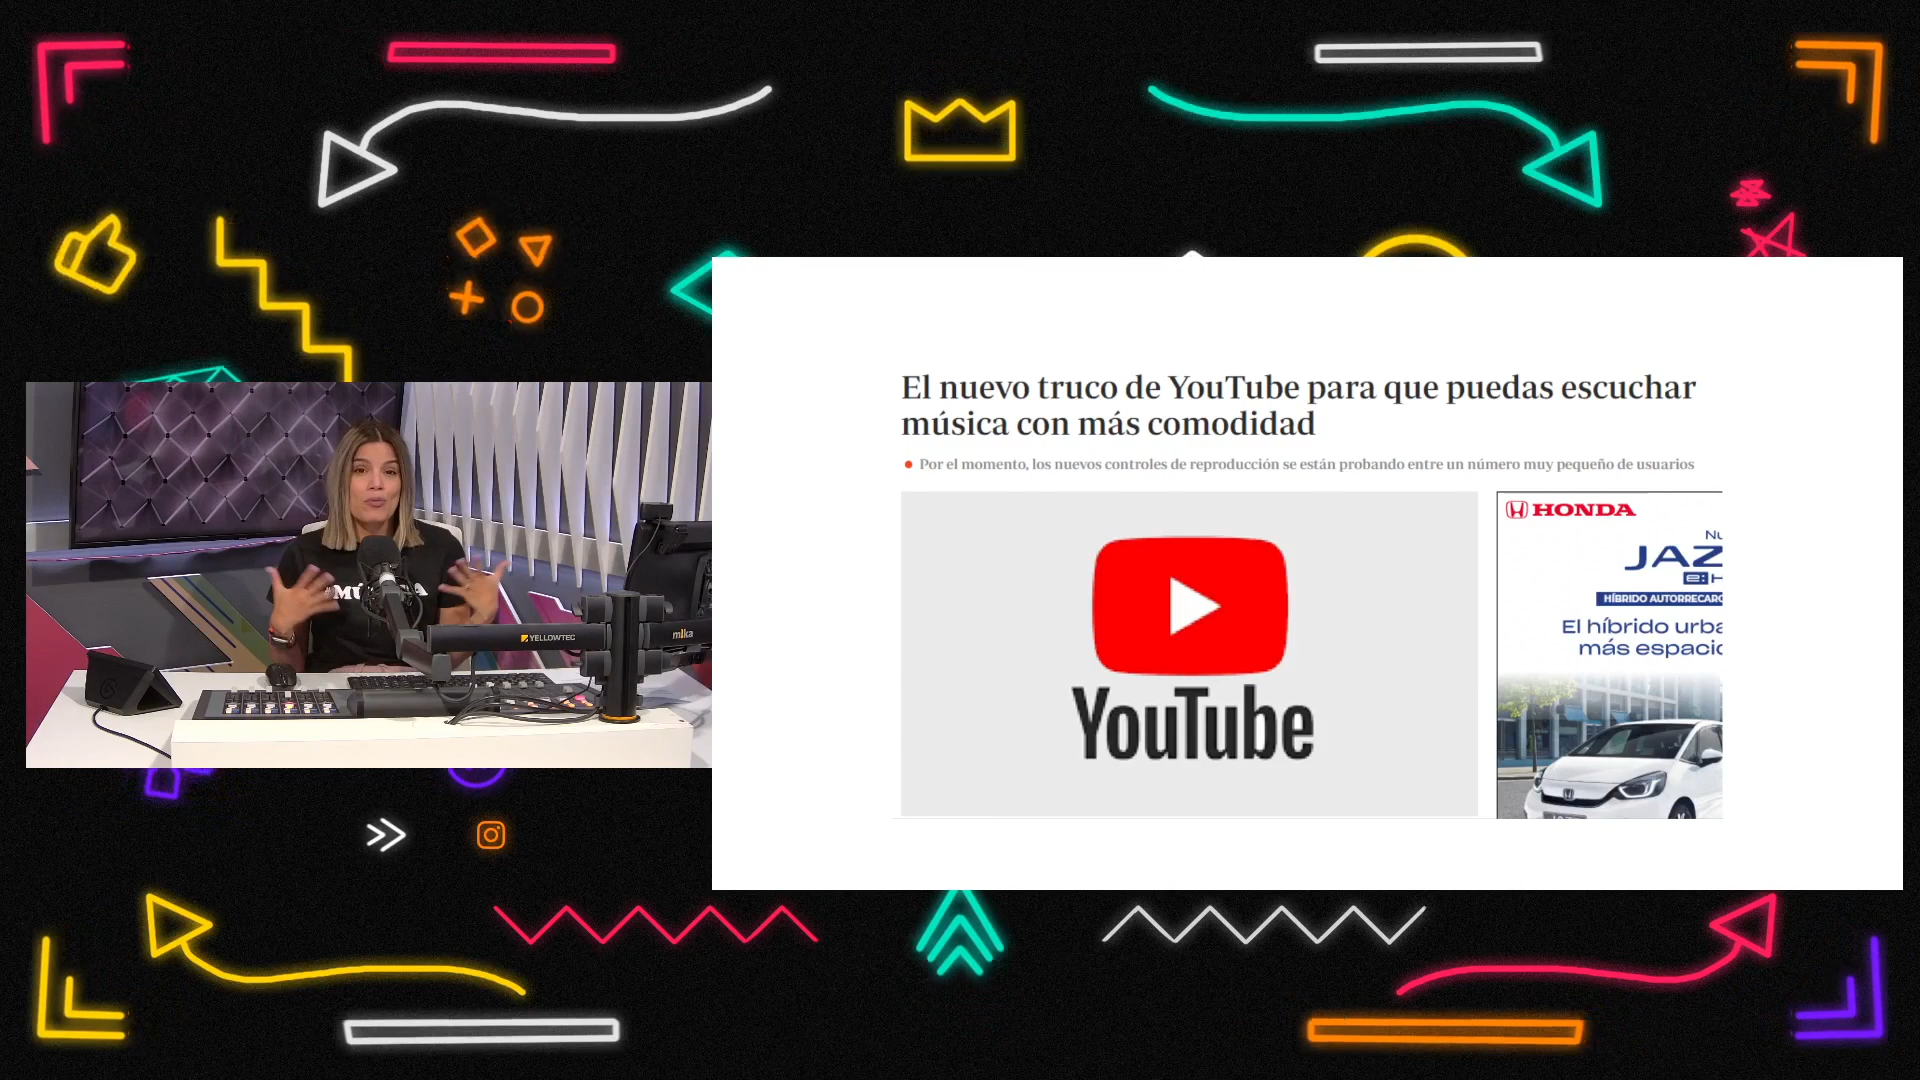 El nuevo truco de YouTube para que puedas escuchar
música con más comodidad
Por el momento, los nuevos controles de reproducción se están probando entre un número muy pequeño de usuarios
YouTube
HONDA
JAZ
e:H
HÍBRIDO AUTORRECARG
El híbrido urba
más espacio
YELLOWTEC
mika